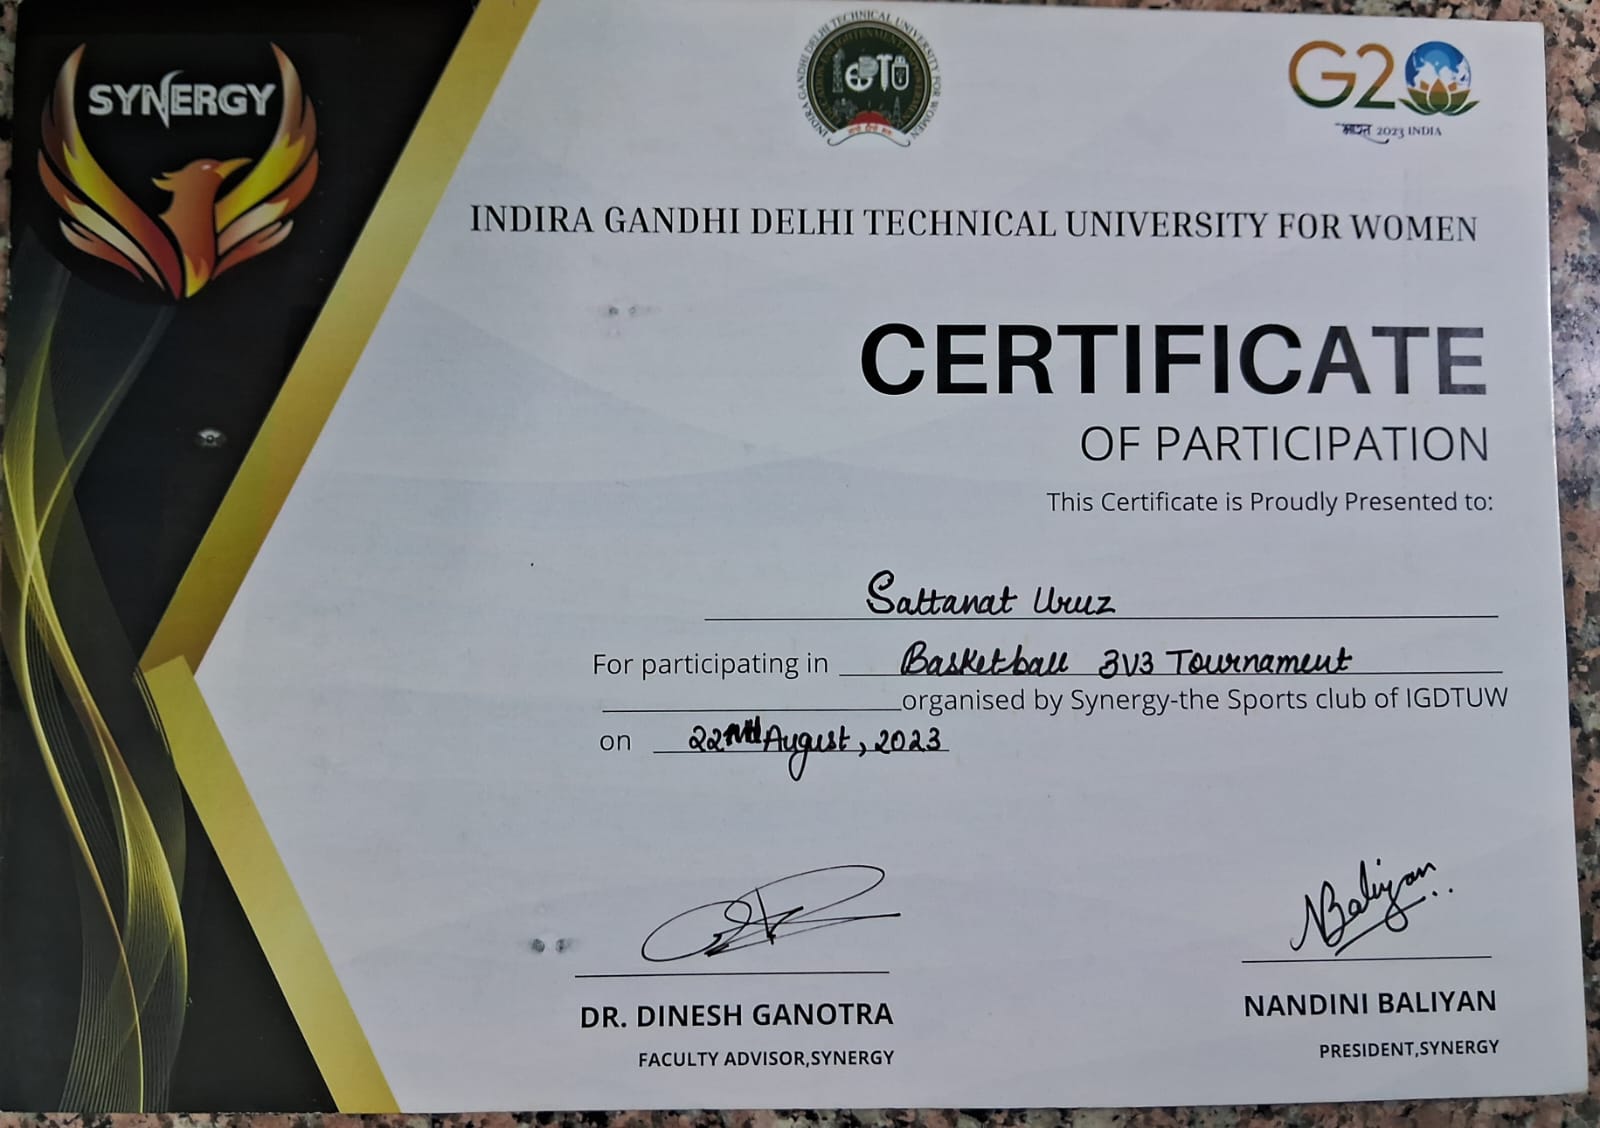 SYNERGY
INDIRA GANDHI DELHI TECHNICAL UNIVERSITY FOR WOMEN
G20
भारत 2023 INDIA
INDIRA GANDHI DELHI TECHNICAL UNIVERSITY FOR WOMEN
CERTIFICATE
OF PARTICIPATION
This Certificate is Proudly Presented to:
Saltanat Uruz
For participating in Basketball 3V3 Tournament
organised by Synergy-the Sports club of IGDTUW
on 22nd August, 2023
NBaliyan
DR. DINESH GANOTRA
NANDINI BALIYAN
FACULTY ADVISOR,SYNERGY
PRESIDENT,SYNERGY